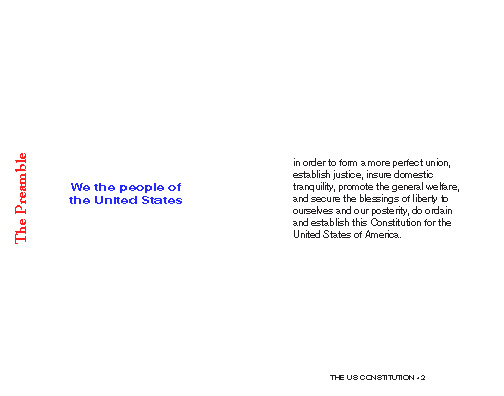 The Preamble
We the people of
the United States
in order to form a more perfect union,
establish justice, insure domestic
tranquility, promote the general welfare,
and secure the blessings of liberty to
ourselves and our posterity, do ordain
and establish this Constitution for the
United States of America.
THE US CONSTITUTION • 2